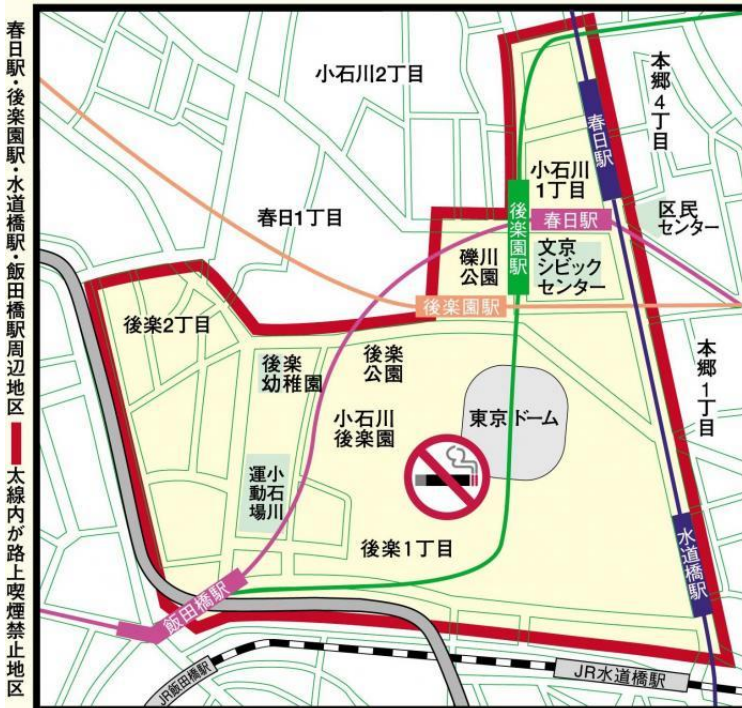 春日駅・後楽園駅・水道橋駅・飯田橋駅周辺地区
太線内が路上喫煙禁止地区
小石川2丁目
本郷4丁目
春日駅
小石川
1丁目
春日1丁目
後楽園駅
春日駅
区民
センター
礫川
公園
文京
シビック
センター
後楽園駅
後楽2丁目
後楽
幼稚園
後楽
公園
本郷1丁目
小石川
後楽園
東京ドーム
小石川
運動場
後楽1丁目
水道橋駅
飯田橋駅
JR飯田橋駅
JR水道橋駅